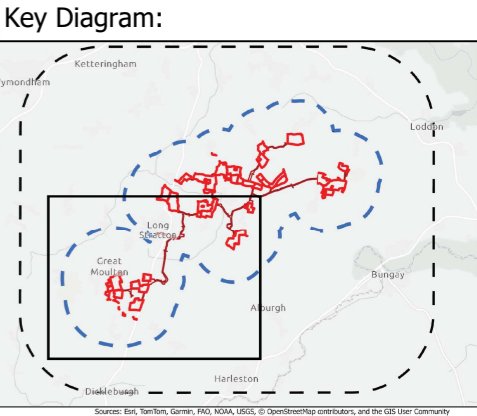 Key Diagram:
Ketteringham
ymondham
Loddon
Long
Stratton
Great
Moulton
Bungay
Alburgh
Harleston
Dickleburgh
Sources: Esri, TomTom, Garmin, FAO, NOAA, USGS, © OpenStreetMap contributors, and the GIS User Community